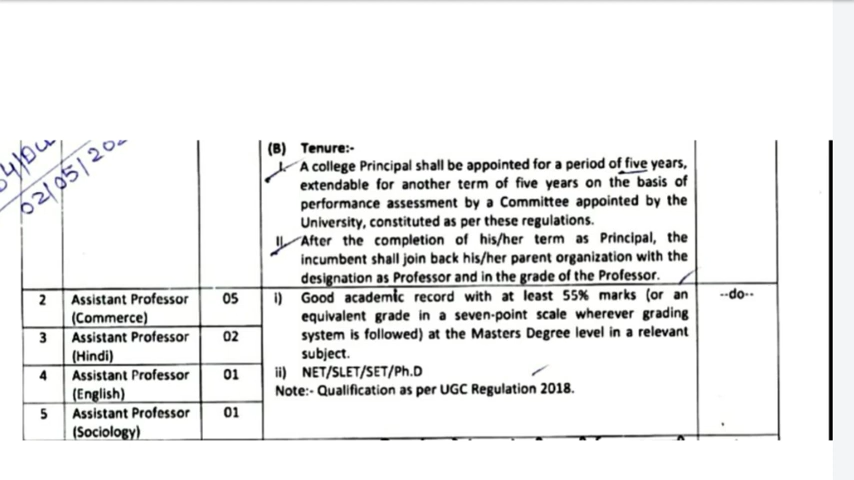 02/05/20
(B) Tenure:-
I. A college Principal shall be appointed for a period of five years,
extendable for another term of five years on the basis of
performance assessment by a Committee appointed by the
University, constituted as per these regulations.
II. After the completion of his/her term as Principal, the
incumbent shall join back his/her parent organization with the
designation as Professor and in the grade of the Professor.
2 Assistant Professor 05
(Commerce)
3 Assistant Professor 02
(Hindi)
4 Assistant Professor 01
(English)
5 Assistant Professor 01
(Sociology)
i) Good academic record with at least 55% marks (or an
equivalent grade in a seven-point scale wherever grading
system is followed) at the Masters Degree level in a relevant
subject.
ii) NET/SLET/SET/Ph.D
Note:- Qualification as per UGC Regulation 2018.
--do--